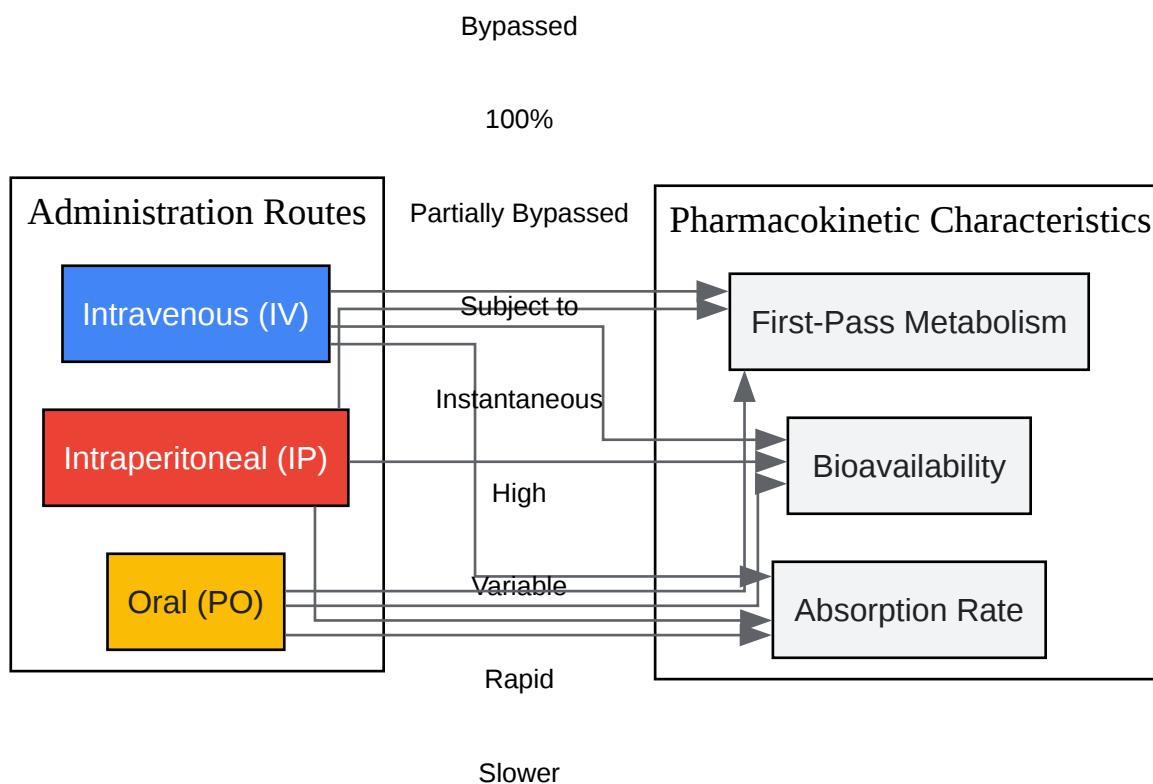 Bypassed
100%
Administration Routes
Partially Bypassed
Pharmacokinetic Characteristics
Intravenous (IV)
Subject to
First-Pass Metabolism
Instantaneous
Intraperitoneal (IP)
Bioavailability
High
Variable
Oral (PO)
Absorption Rate
Rapid
Slower